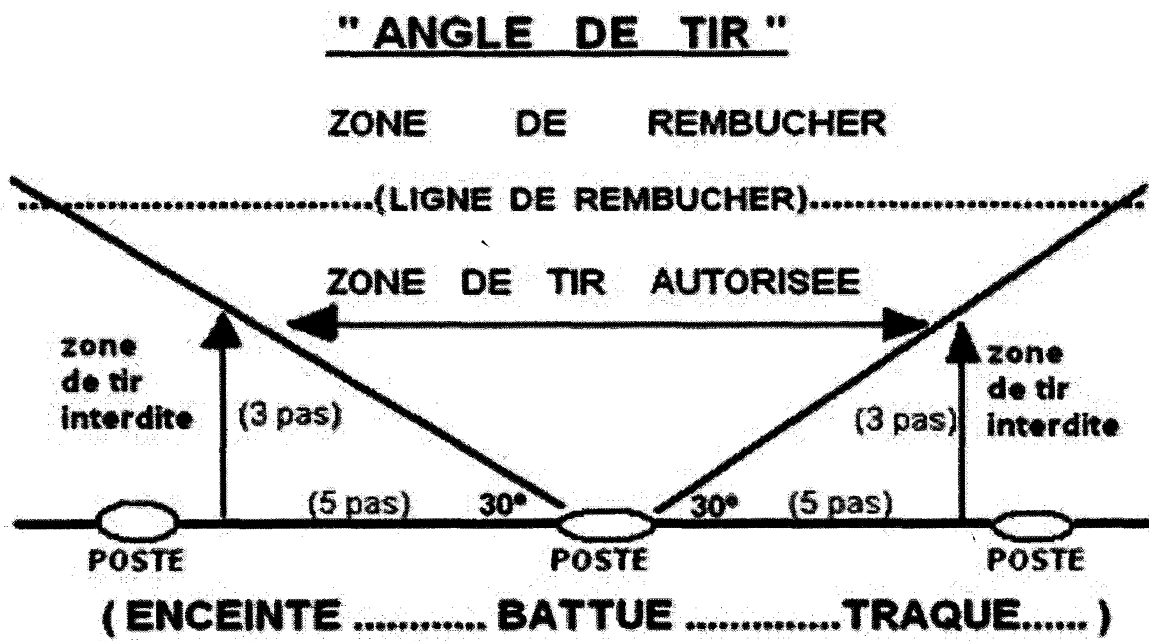 " ANGLE DE TIR "
ZONE DE REMBUCHER
....................(LIGNE DE REMBUCHER)....................
ZONE DE TIR AUTORISEE
zone
de tir
interdite
(3 pas)
(3 pas)
zone
de tir
interdite
(5 pas) 30° 30° (5 pas)
POSTE POSTE POSTE
( ENCEINTE ........... BATTUE .............TRAQUE...... )